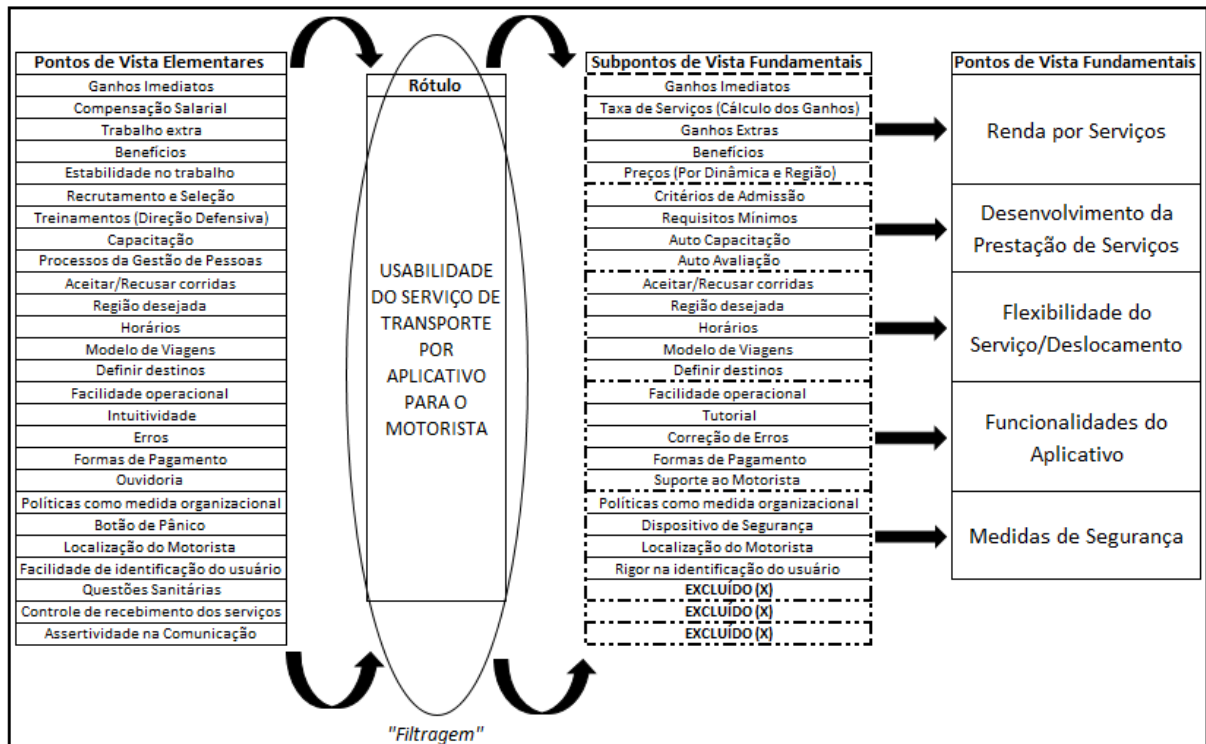 Pontos de Vista Elementares
Ganhos Imediatos
Compensação Salarial
Trabalho extra
Benefícios
Estabilidade no trabalho
Recrutamento e Seleção
Treinamentos (Direção Defensiva)
Capacitação
Processos da Gestão de Pessoas
Aceitar/Recusar corridas
Região desejada
Horários
Modelo de Viagens
Definir destinos
Facilidade operacional
Intuitividade
Erros
Formas de Pagamento
Ouvidoria
Políticas como medida organizacional
Botão de Pânico
Localização do Motorista
Facilidade de identificação do usuário
Questões Sanitárias
Controle de recebimento dos serviços
Assertividade na Comunicação
Rótulo
USABILIDADE
DO SERVIÇO DE
TRANSPORTE
POR
APLICATIVO
PARA O
MOTORISTA
"Filtragem"
Subpontos de Vista Fundamentais
Ganhos Imediatos
Taxa de Serviços (Cálculo dos Ganhos)
Ganhos Extras
Benefícios
Preços (Por Dinâmica e Região)
Critérios de Admissão
Requisitos Mínimos
Auto Capacitação
Auto Avaliação
Aceitar/Recusar corridas
Região desejada
Horários
Modelo de Viagens
Definir destinos
Facilidade operacional
Tutorial
Correção de Erros
Formas de Pagamento
Suporte ao Motorista
Políticas como medida organizacional
Dispositivo de Segurança
Localização do Motorista
Rigor na identificação do usuário
EXCLUÍDO (X)
EXCLUÍDO (X)
EXCLUÍDO (X)
Pontos de Vista Fundamentais
Renda por Serviços
Desenvolvimento da
Prestação de Serviços
Flexibilidade do
Serviço/Deslocamento
Funcionalidades do
Aplicativo
Medidas de Segurança